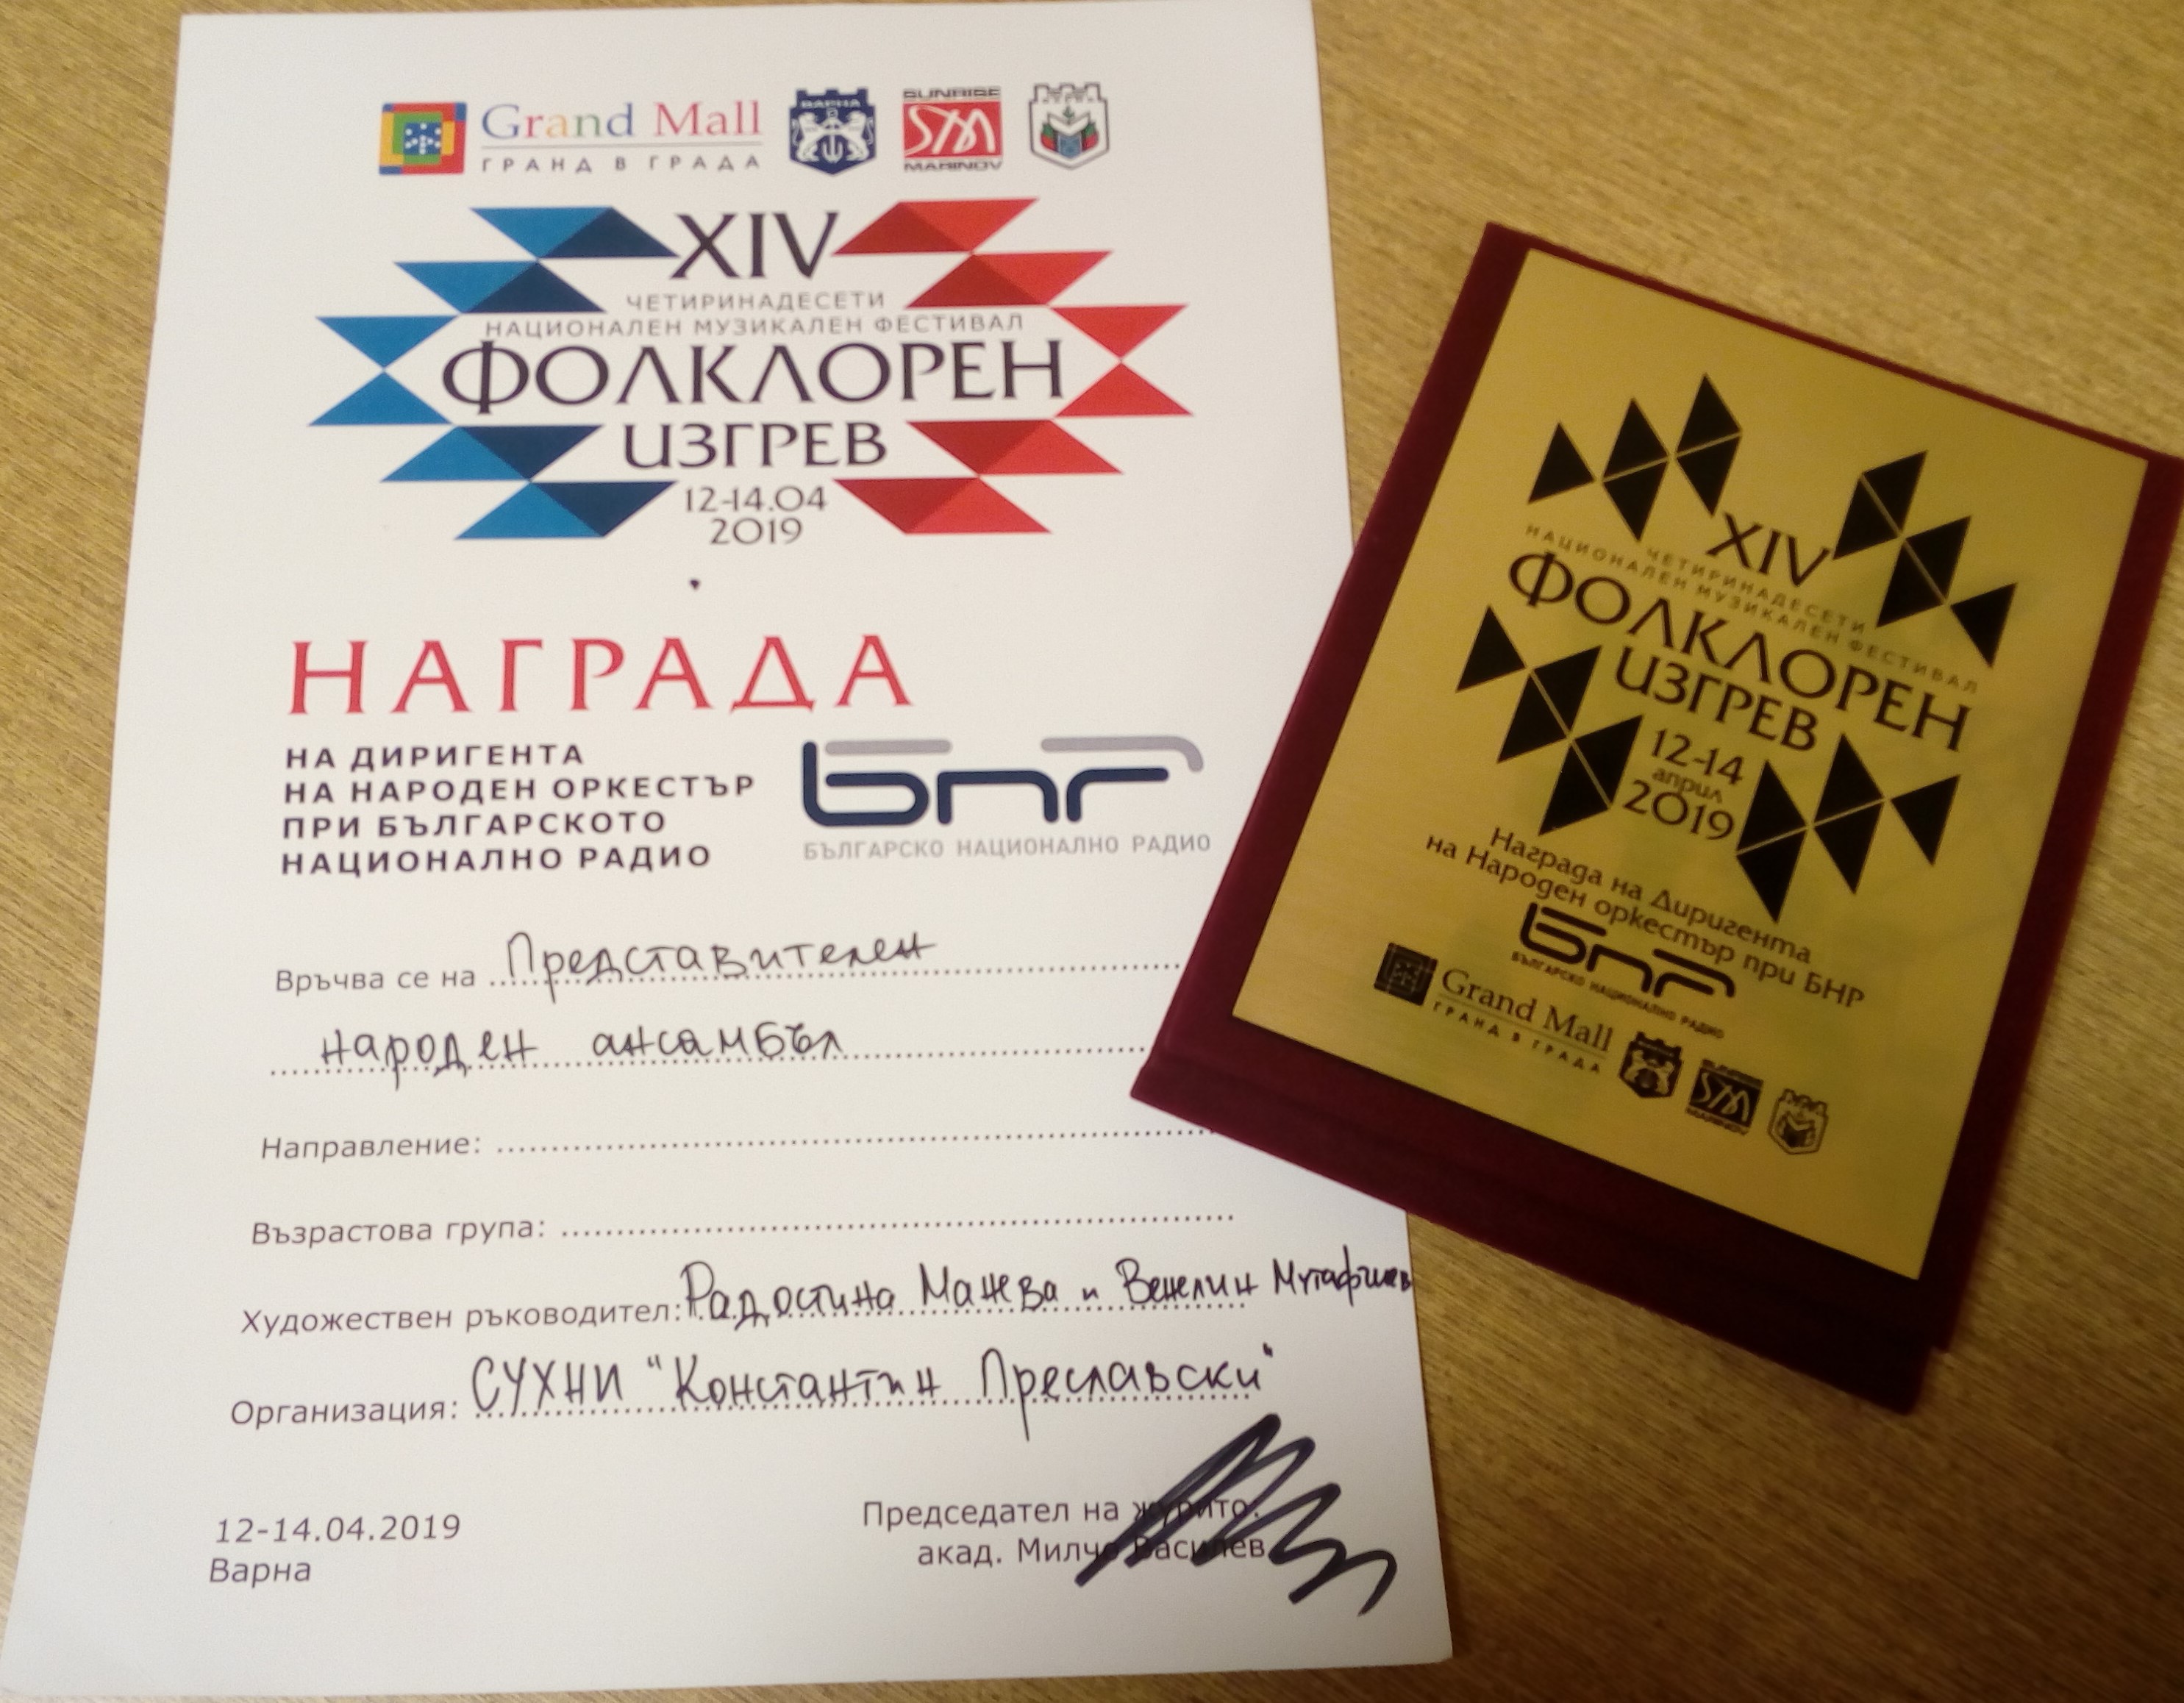 Grand Mall
ГРАНД В ГРАДА
ВАРНА
SUNRISE
SM
MARINOV
XIV
ЧЕТИРИНАДЕСЕТИ
НАЦИОНАЛЕН МУЗИКАЛЕН ФЕСТИВАЛ
ФОЛКЛОРЕН
ИЗГРЕВ
12-14.04
2019
НАГРАДА
НА ДИРИГЕНТА
НА НАРОДЕН ОРКЕСТЪР
ПРИ БЪЛГАРСКОТО
НАЦИОНАЛНО РАДИО
бнр
БЪЛГАРСКО НАЦИОНАЛНО РАДИО
Връчва се на Представителен
народен ансамбъл
Направление:
Възрастова група:
Художествен ръководител: Радостина Манева и Венелин Мутафчиев
Организация: СУХНИ "Константин Преславски"
12-14.04.2019
Варна
Председател на журито:
акад. Милчо Василев
XIV
ЧЕТИРИНАДЕСЕТИ
НАЦИОНАЛЕН МУЗИКАЛЕН ФЕСТИВАЛ
ФОЛКЛОРЕН
ИЗГРЕВ
12-14
април
2019
Награда на Диригента
на Народен оркестър при БНР
бнр
БЪЛГАРСКО НАЦИОНАЛНО РАДИО
Grand Mall
ГРАНД В ГРАДА
SUNRISE
SM
MARINOV